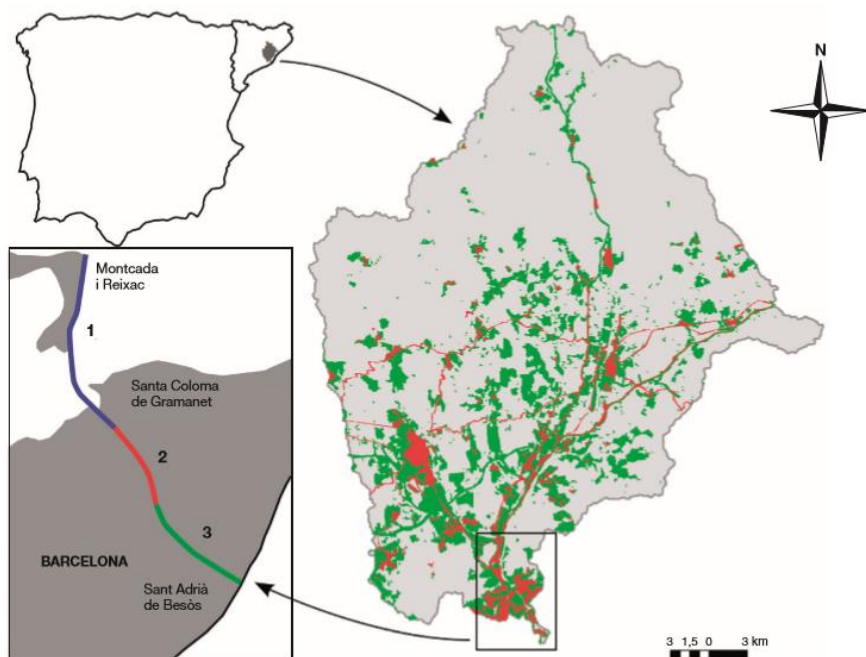 N
Montcada
i Reixac
1
Santa Coloma
de Gramanet
2
3
BARCELONA
Sant Adrià
de Besòs
3 1,5 0 3 km